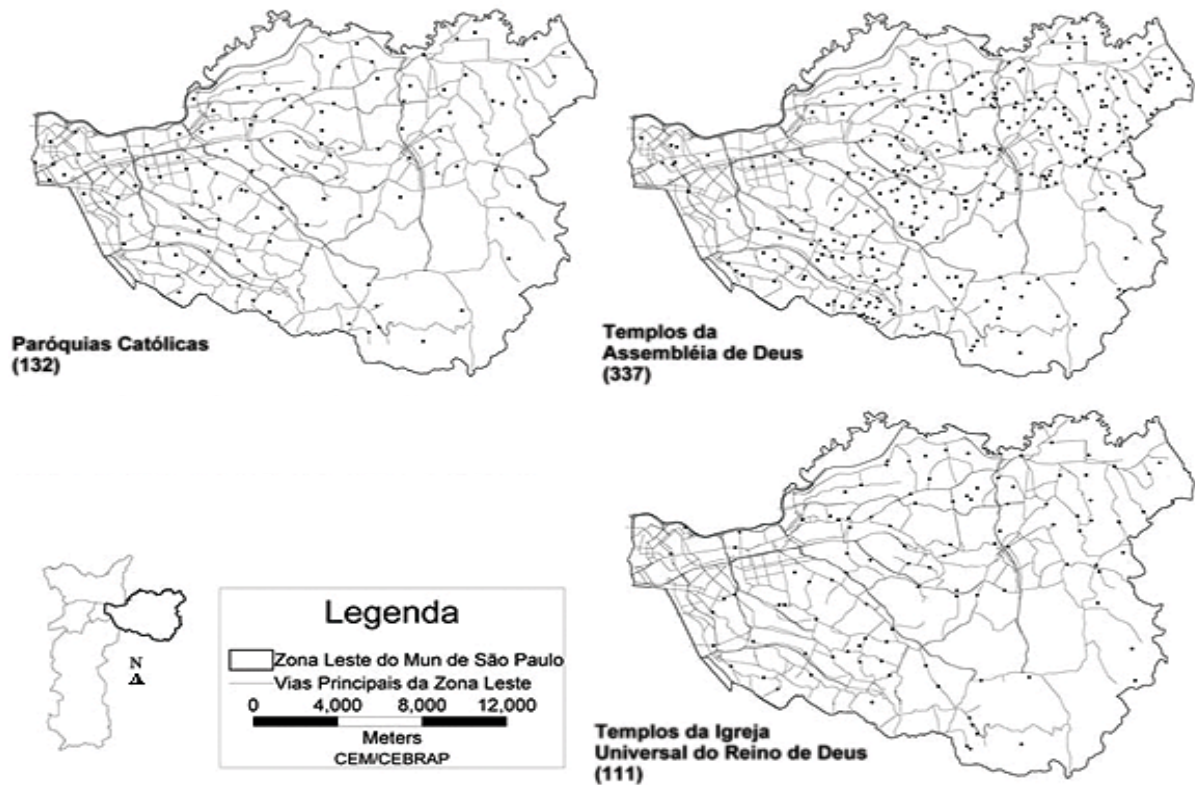 Paróquias Católicas
(132)
Templos da
Assembléia de Deus
(337)
N
Legenda
Zona Leste do Mun de São Paulo
Vias Principais da Zona Leste
0 4,000 8,000 12,000
Meters
CEM/CEBRAP
Templos da Igreja
Universal do Reino de Deus
(111)